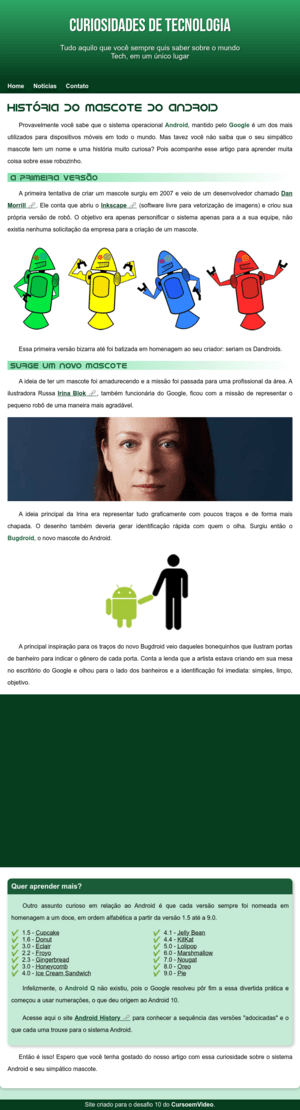 CURIOSIDADES DE TECNOLOGIA
Tudo aquilo que você sempre quis saber sobre o mundo
Tech, em um único lugar
Home Notícias Contato
HISTÓRIA DO MASCOTE DO ANDROID
Provavelmente você sabe que o sistema operacional Android, mantido pelo Google é um dos mais
utilizados para dispositivos móveis em todo o mundo. Mas tavez você não saiba que o seu simpático
mascote tem um nome e uma história muito curiosa? Pois acompanhe esse artigo para aprender muita
coisa sobre esse robozinho.
A PRIMEIRA VERSÃO
A primeira tentativa de criar um mascote surgiu em 2007 e veio de um desenvolvedor chamado Dan
Morrill. Ele conta que abriu o Inkscape (software livre para vetorização de imagens) e criou sua
própria versão de robô. O objetivo era apenas personificar o sistema apenas para a a sua equipe, não
existia nenhuma solicitação da empresa para a criação de um mascote.
Essa primeira versão bizarra até foi batizada em homenagem ao seu criador: seriam os Dandroids.
SURGE UM NOVO MASCOTE
A ideia de ter um mascote foi amadurecendo e a missão foi passada para uma profissional da área. A
ilustradora Russa Irina Blok, também funcionária do Google, ficou com a missão de representar o
pequeno robô de uma maneira mais agradável.
A ideia principal da Irina era representar tudo graficamente com poucos traços e de forma mais
chapada. O desenho também deveria gerar identificação rápida com quem o olha. Surgiu então o
Bugdroid, o novo mascote do Android.
A principal inspiração para os traços do novo Bugdroid veio daqueles bonequinhos que ilustram portas
de banheiro para indicar o gênero de cada porta. Conta a lenda que a artista estava criando em sua mesa
no escritório do Google e olhou para o lado dos banheiros e a identificação foi imediata: simples, limpo,
objetivo.
Quer aprender mais?
Outro assunto curioso em relação ao Android é que cada versão sempre foi nomeada em
homenagem a um doce, em ordem alfabética a partir da versão 1.5 até a 9.0.
1.5 - Cupcake
1.6 - Donut
3.0 - Eclair
2.2 - Froyo
2.3 - Gingerbread
3.0 - Honeycomb
4.0 - Ice Cream Sandwich
4.1 - Jelly Bean
4.4 - KitKat
5.0 - Lolipop
6.0 - Marshmallow
7.0 - Nougat
8.0 - Oreo
9.0 - Pie
Infelizmente, o Android Q não existiu, pois o Google resolveu pôr fim a essa divertida prática e
começou a usar numerações, o que deu origem ao Android 10.
Acesse aqui o site Android History para conhecer a sequência das versões "adocicadas" e o
que cada uma trouxe para o sistema Android.
Então é isso! Espero que você tenha gostado do nosso artigo com essa curiosidade sobre o sistema
Android e seu simpático mascote.
Site criado para o desafio 10 do CursoemVídeo.